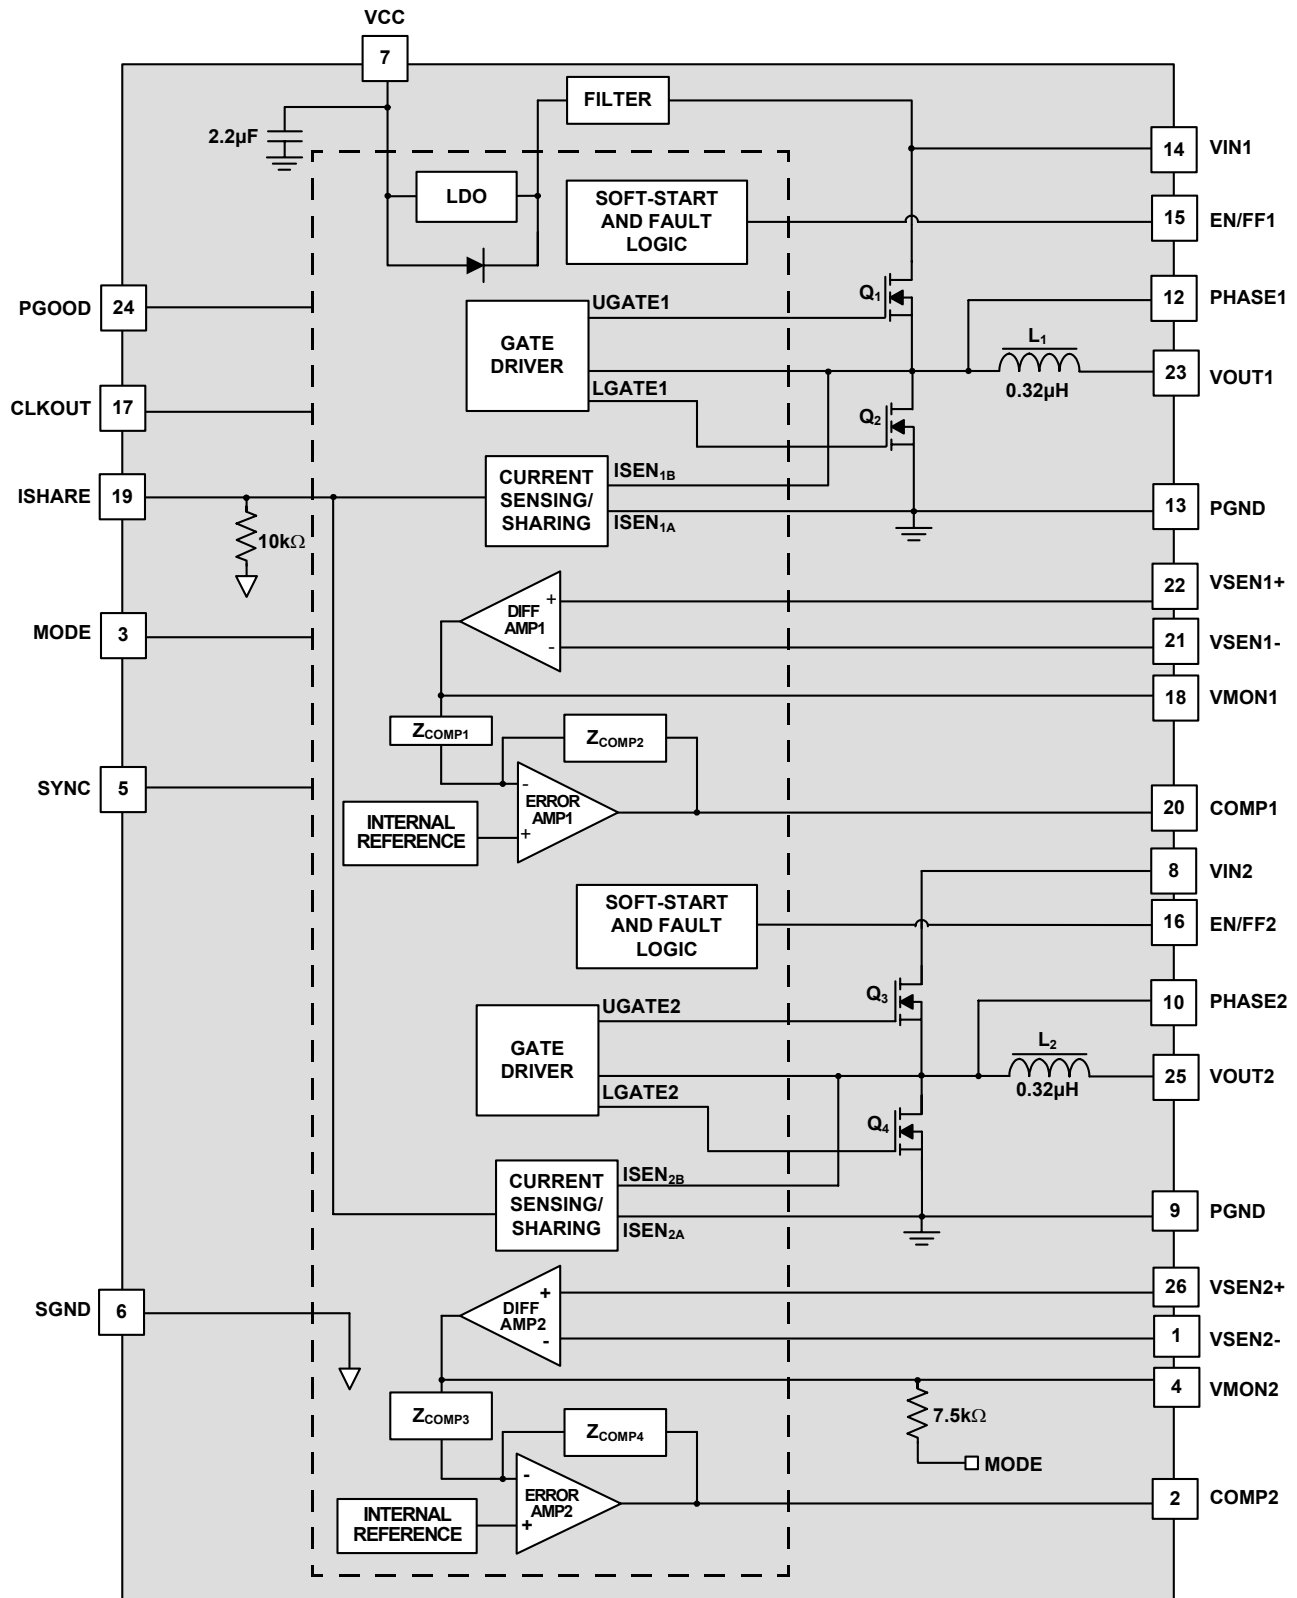 VCC
7
FILTER
2.2µF
14
VIN1
LDO
SOFT-START
AND FAULT
LOGIC
15
EN/FF1
PGOOD
24
UGATE1
Q1
12
PHASE1
GATE
DRIVER
L1
0.32µH
23
VOUT1
CLKOUT
17
LGATE1
Q2
ISHARE
19
CURRENT
SENSING/
SHARING
ISEN1B
ISEN1A
13
PGND
10kΩ
22
VSEN1+
MODE
3
DIFF
AMP1
+
-
21
VSEN1-
18
VMON1
ZCOMP1
ZCOMP2
SYNC
5
-
ERROR
AMP1
+
INTERNAL
REFERENCE
20
COMP1
8
VIN2
SOFT-START
AND FAULT
LOGIC
16
EN/FF2
Q3
UGATE2
10
PHASE2
GATE
DRIVER
L2
0.32µH
25
VOUT2
LGATE2
Q4
CURRENT
SENSING/
SHARING
ISEN2B
ISEN2A
9
PGND
SGND
6
DIFF
AMP2
+
-
26
VSEN2+
1
VSEN2-
4
VMON2
ZCOMP3
ZCOMP4
7.5kΩ
MODE
-
ERROR
AMP2
+
INTERNAL
REFERENCE
2
COMP2